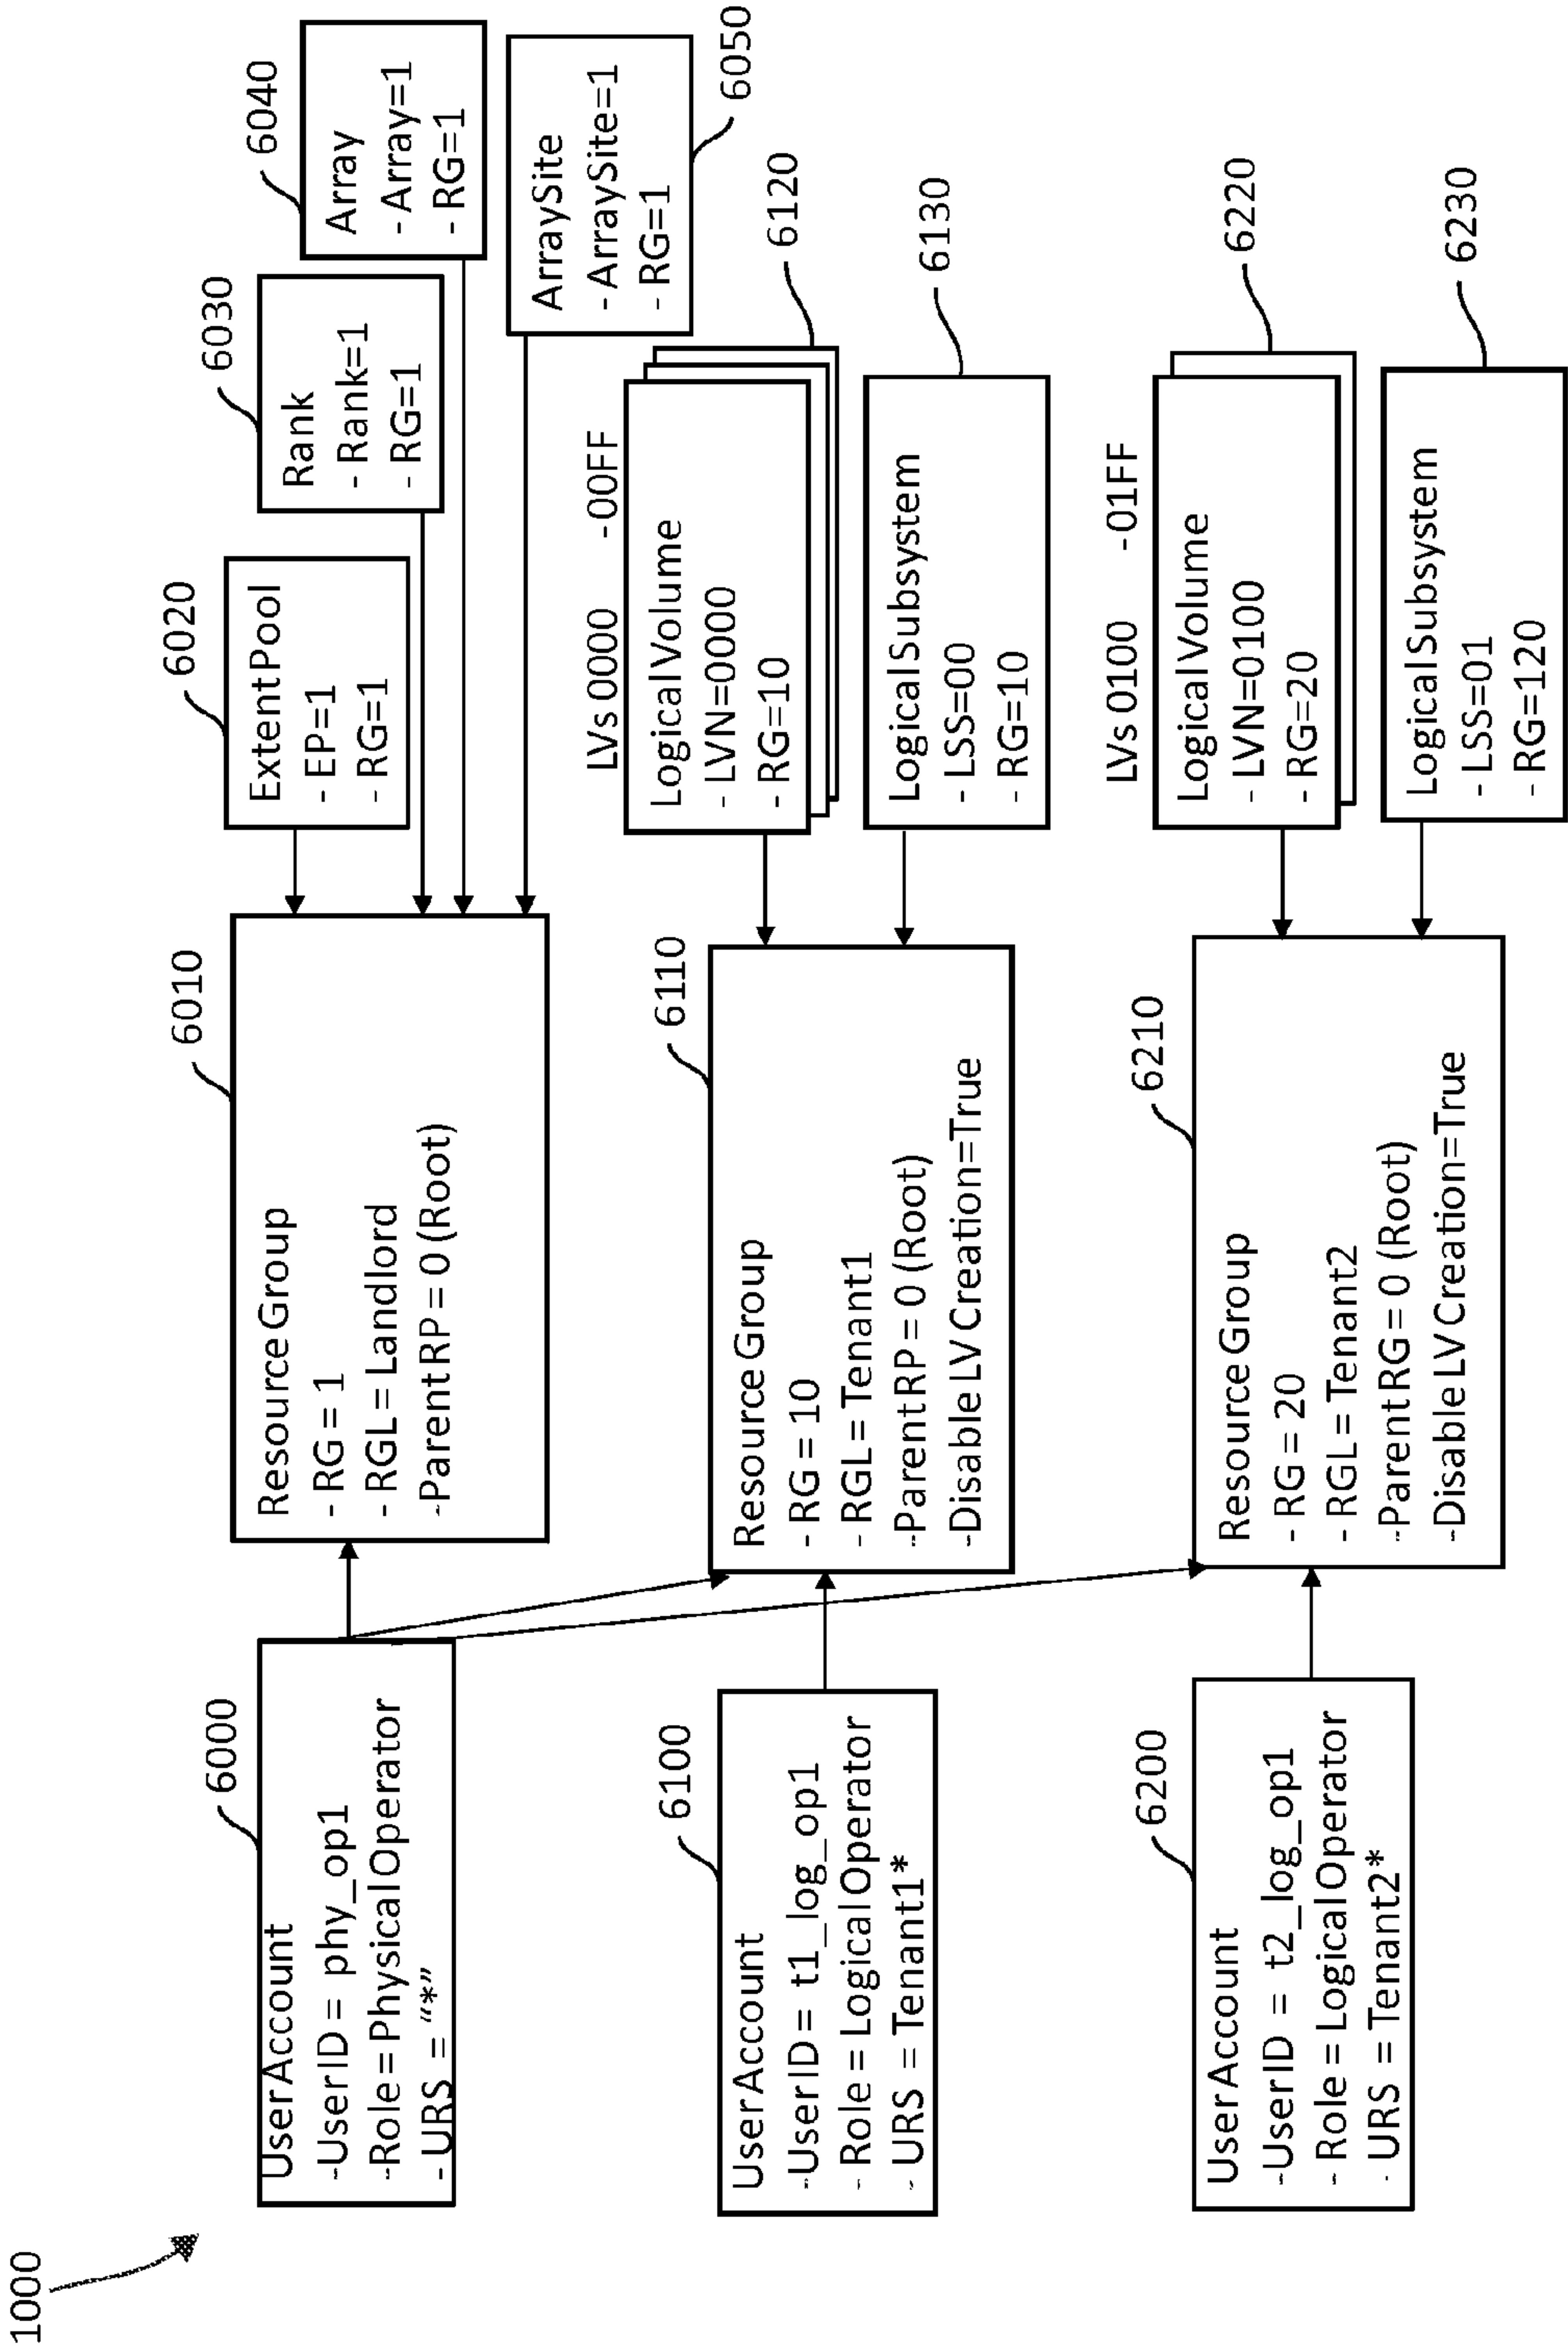 1000
6000
User Account
-User ID = phy_op1
-Role = Physical Operator
- URS = “*”
6010
Resource Group
- RG = 1
- RGL = Landlord
-Parent RP = 0 (Root)
6020
Extent Pool
- EP=1
- RG=1
6030
Rank
- Rank=1
- RG=1
6040
Array
- Array=1
- RG=1
6050
ArraySite
- ArraySite=1
- RG=1
6100
User Account
-User ID = t1_log_op1
- Role = Logical Operator
- URS = Tenant1*
6110
Resource Group
- RG = 10
- RGL = Tenant1
-Parent RP = 0 (Root)
-Disable LV Creation=True
LVs 0000 -00FF
6120
Logical Volume
- LVN=0000
- RG=10
6130
Logical Subsystem
- LSS=00
- RG=10
6200
User Account
-User ID = t2_log_op1
- Role = Logical Operator
- URS = Tenant2*
6210
Resource Group
- RG = 20
- RGL = Tenant2
-Parent RG = 0 (Root)
-Disable LV Creation=True
LVs 0100 -01FF
6220
Logical Volume
- LVN=0100
- RG=20
6230
Logical Subsystem
- LSS=01
- RG=120